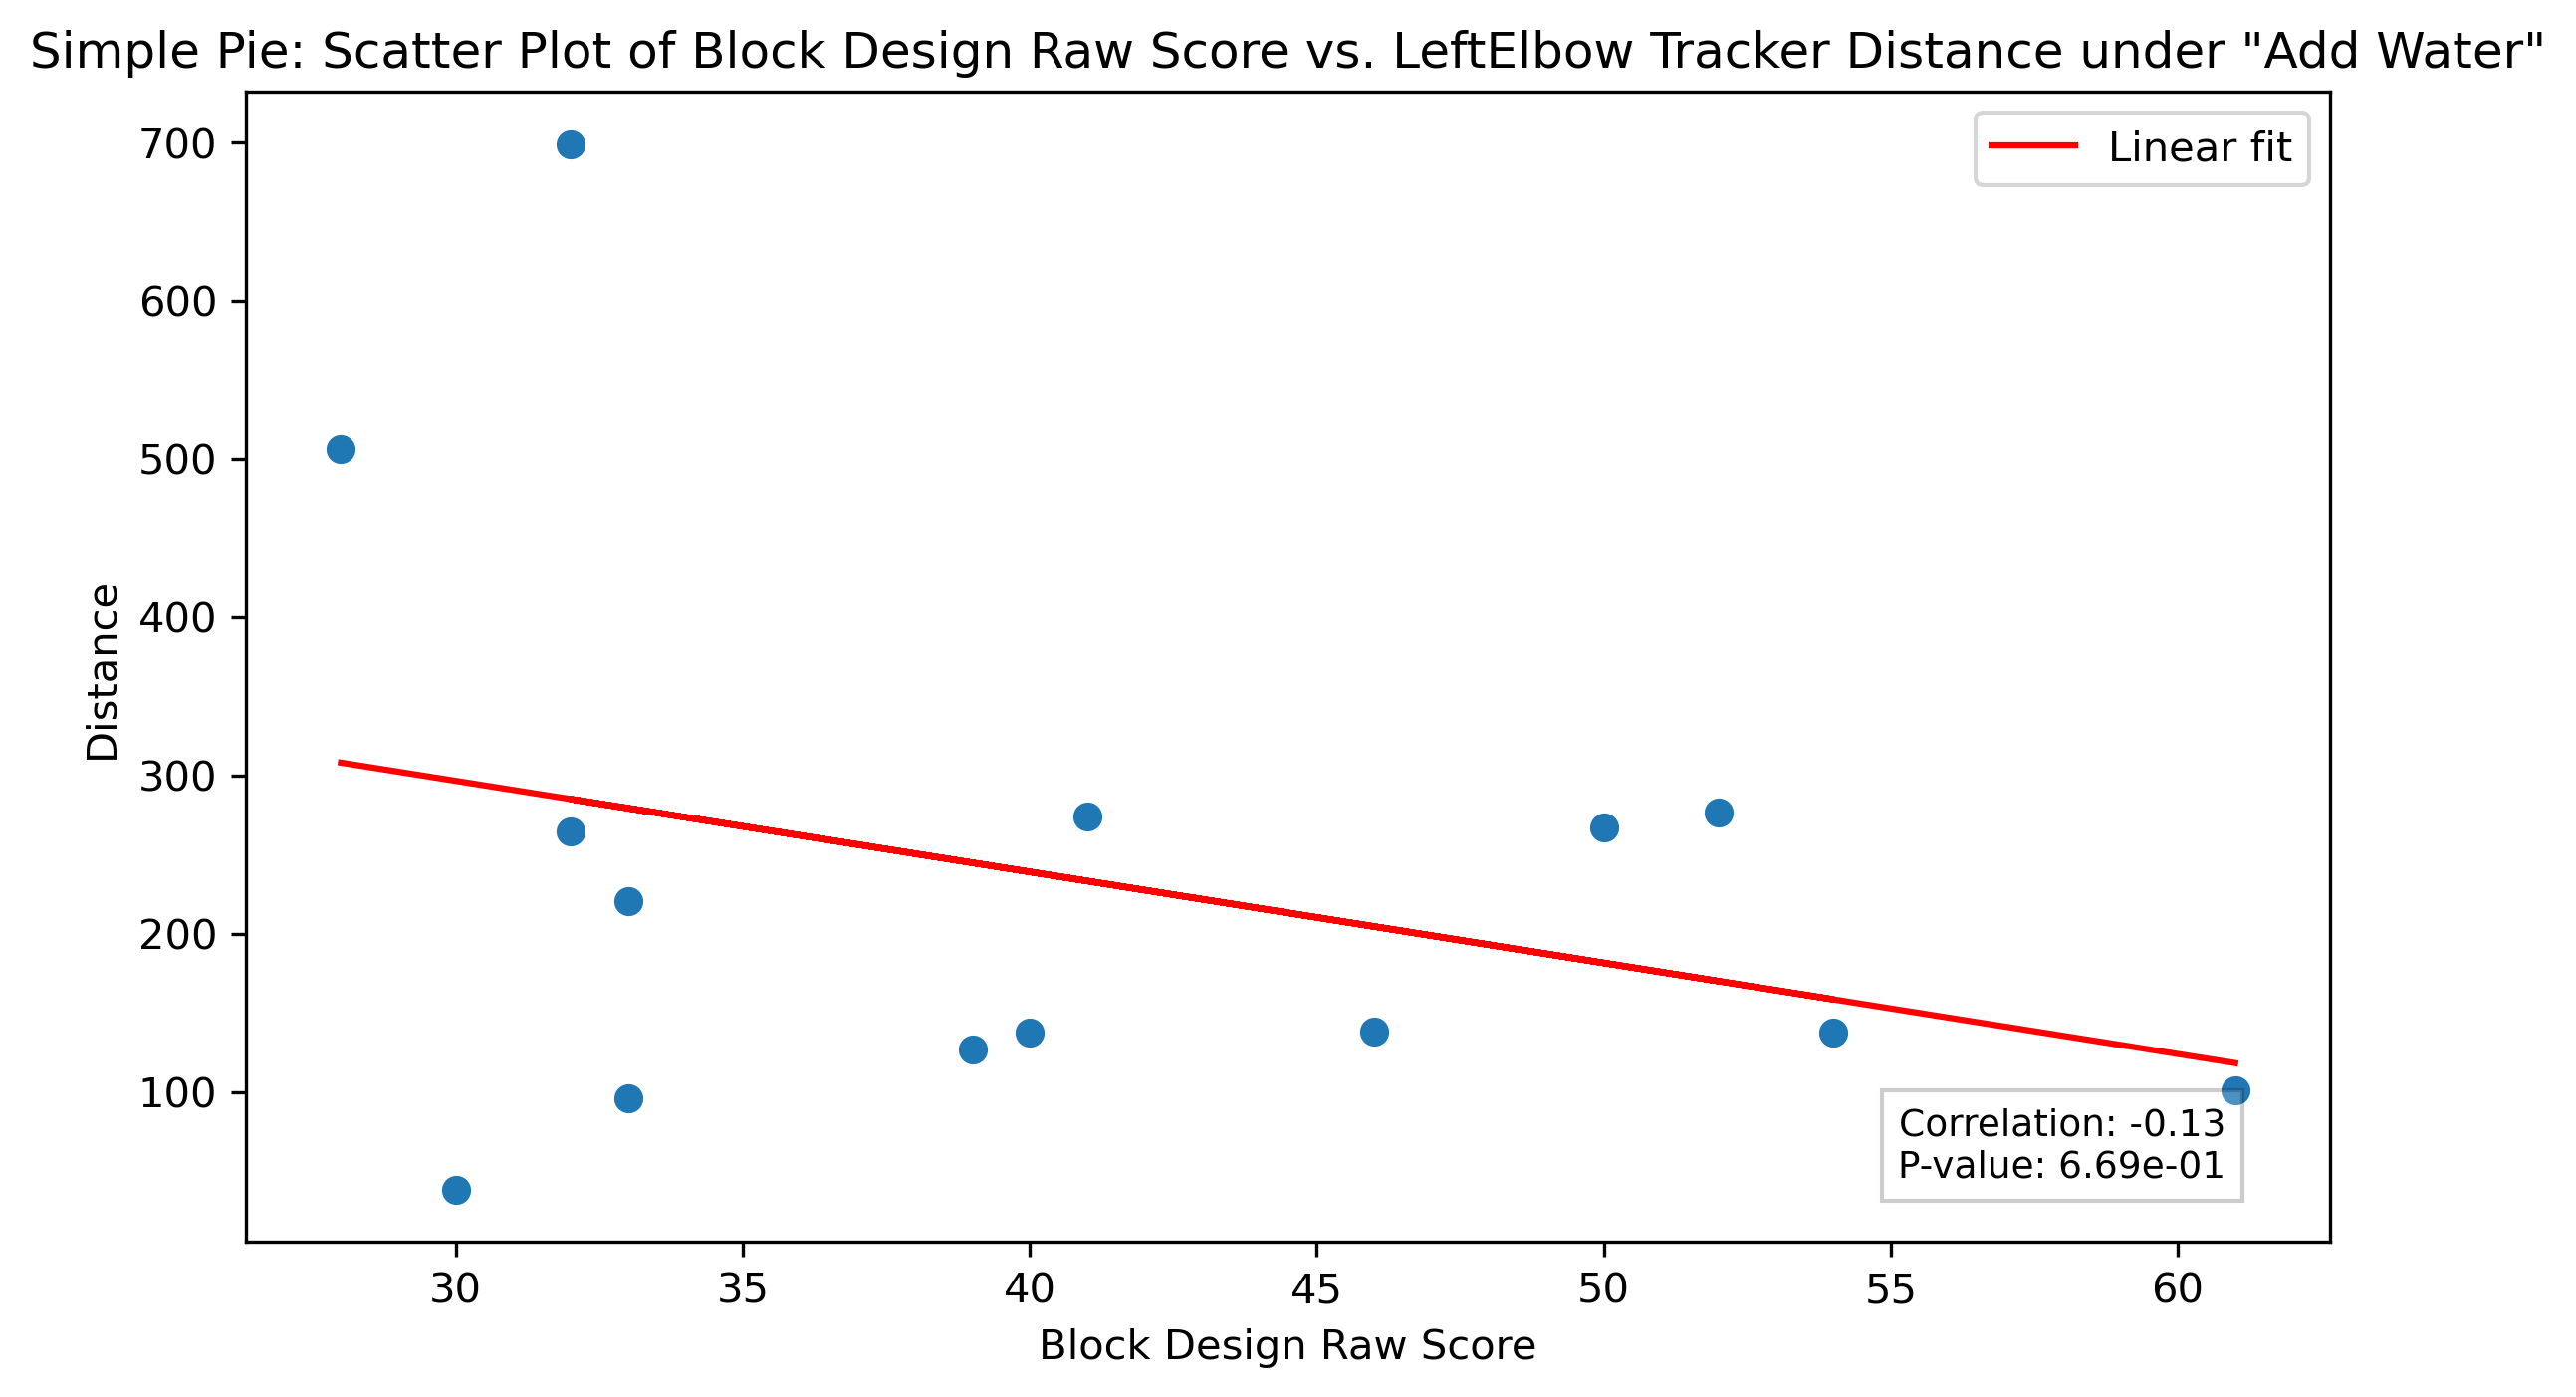 Simple Pie: Scatter Plot of Block Design Raw Score vs. LeftElbow Tracker Distance under "Add Water"
Linear fit
700
600
500
400
300
200
100
Distance
Correlation: -0.13
P-value: 6.69e-01
30 35 40 45 50 55 60
Block Design Raw Score